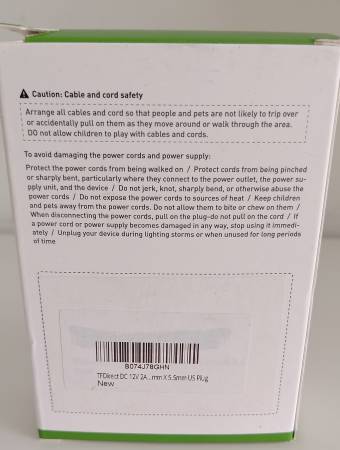 ⚠ Caution: Cable and cord safety
Arrange all cables and cord so that people and pets are not likely to trip over
or accidentally pull on them as they move around or walk through the area.
DO not allow children to play with cables and cords.
To avoid damaging the power cords and power supply:
Protect the power cords from being walked on / Protect cords from being pinched
or sharply bent, particularly where they connect to the power outlet, the power su-
pply unit, and the device / Do not jerk, knot, sharply bend, or otherwise abuse the
power cords / Do not expose the power cords to sources of heat / Keep children
and pets away from the power cords. Do not allow them to bite or chew on them /
When disconnecting the power cords, pull on the plug-do not pull on the cord / If
a power cord or power supply becomes damaged in any way, stop using it immedi-
ately / Unplug your device during lighting storms or when unused for long periods
of time
B074J78GHN
TFDirect DC 12V 2A...mm X 5.5mm US Plug
New